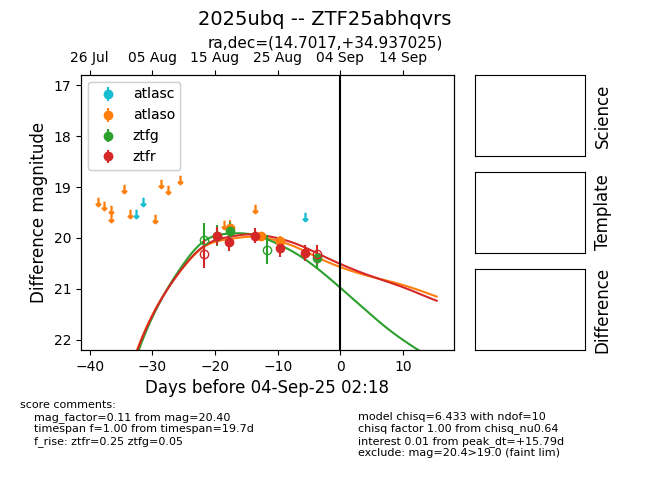 2025ubq -- ZTF25abhqvrs
ra,dec=(14.7017,+34.937025)
26 Jul 05 Aug 15 Aug 25 Aug 04 Sep 14 Sep
17
18
19
20
21
22
Difference magnitude
atlasc
atlaso
ztfg
ztfr
−40 −30 −20 −10 0 10
Days before 04-Sep-25 02:18
Science
Template
Difference
score comments:
mag_factor=0.11 from mag=20.40
timespan f=1.00 from timespan=19.7d
f_rise: ztfr=0.25 ztfg=0.05
model chisq=6.433 with ndof=10
chisq factor 1.00 from chisq_nu0.64
interest 0.01 from peak_dt=+15.79d
exclude: mag=20.4>19.0 (faint lim)